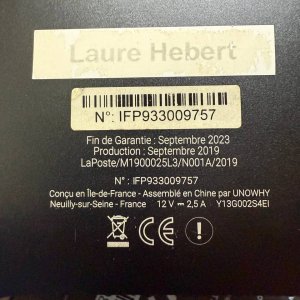 Laure Hebert
N°: IFP933009757
Fin de Garantie : Septembre 2023
Production : Septembre 2019
LaPoste/M1900025L3/N001A/2019
N° : IFP933009757
Conçu en Île-de-France - Assemblé en Chine par UNOWHY
Neuilly-sur-Seine - France 12 V ⎓ 2,5 A Y13G002S4EI
CE